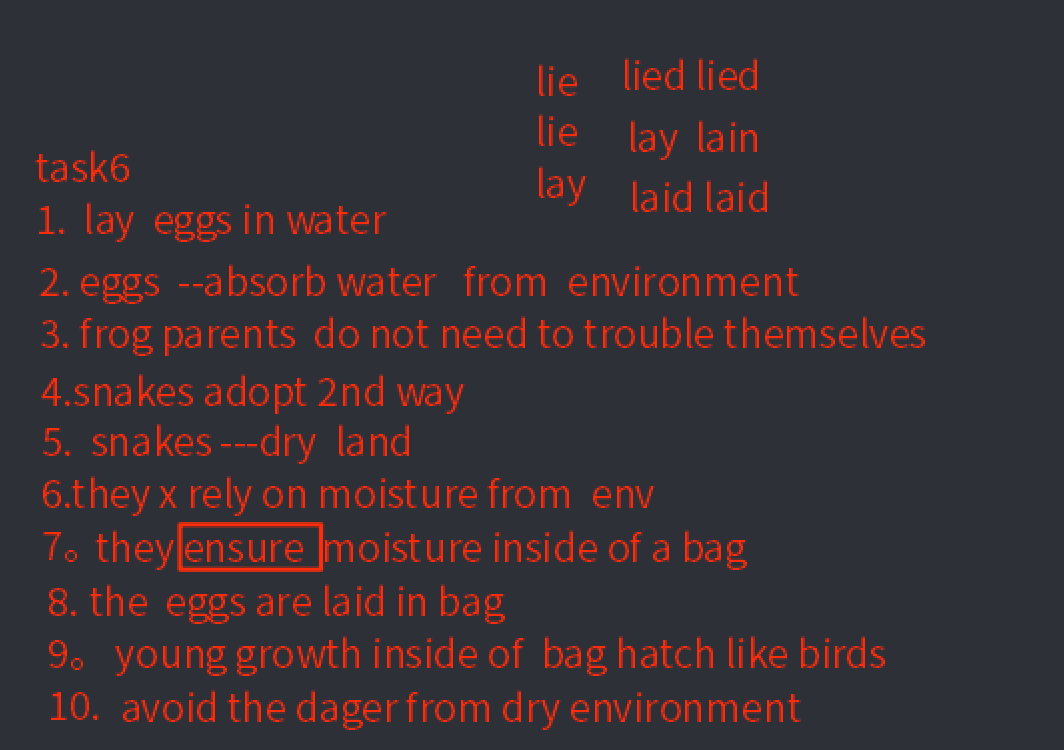 lie lied lied
lie lay lain
lay laid laid
task6
1. lay eggs in water
2. eggs --absorb water from environment
3. frog parents do not need to trouble themselves
4.snakes adopt 2nd way
5. snakes ---dry land
6.they x rely on moisture from env
7。they ensure moisture inside of a bag
8. the eggs are laid in bag
9。 young growth inside of bag hatch like birds
10. avoid the dager from dry environment